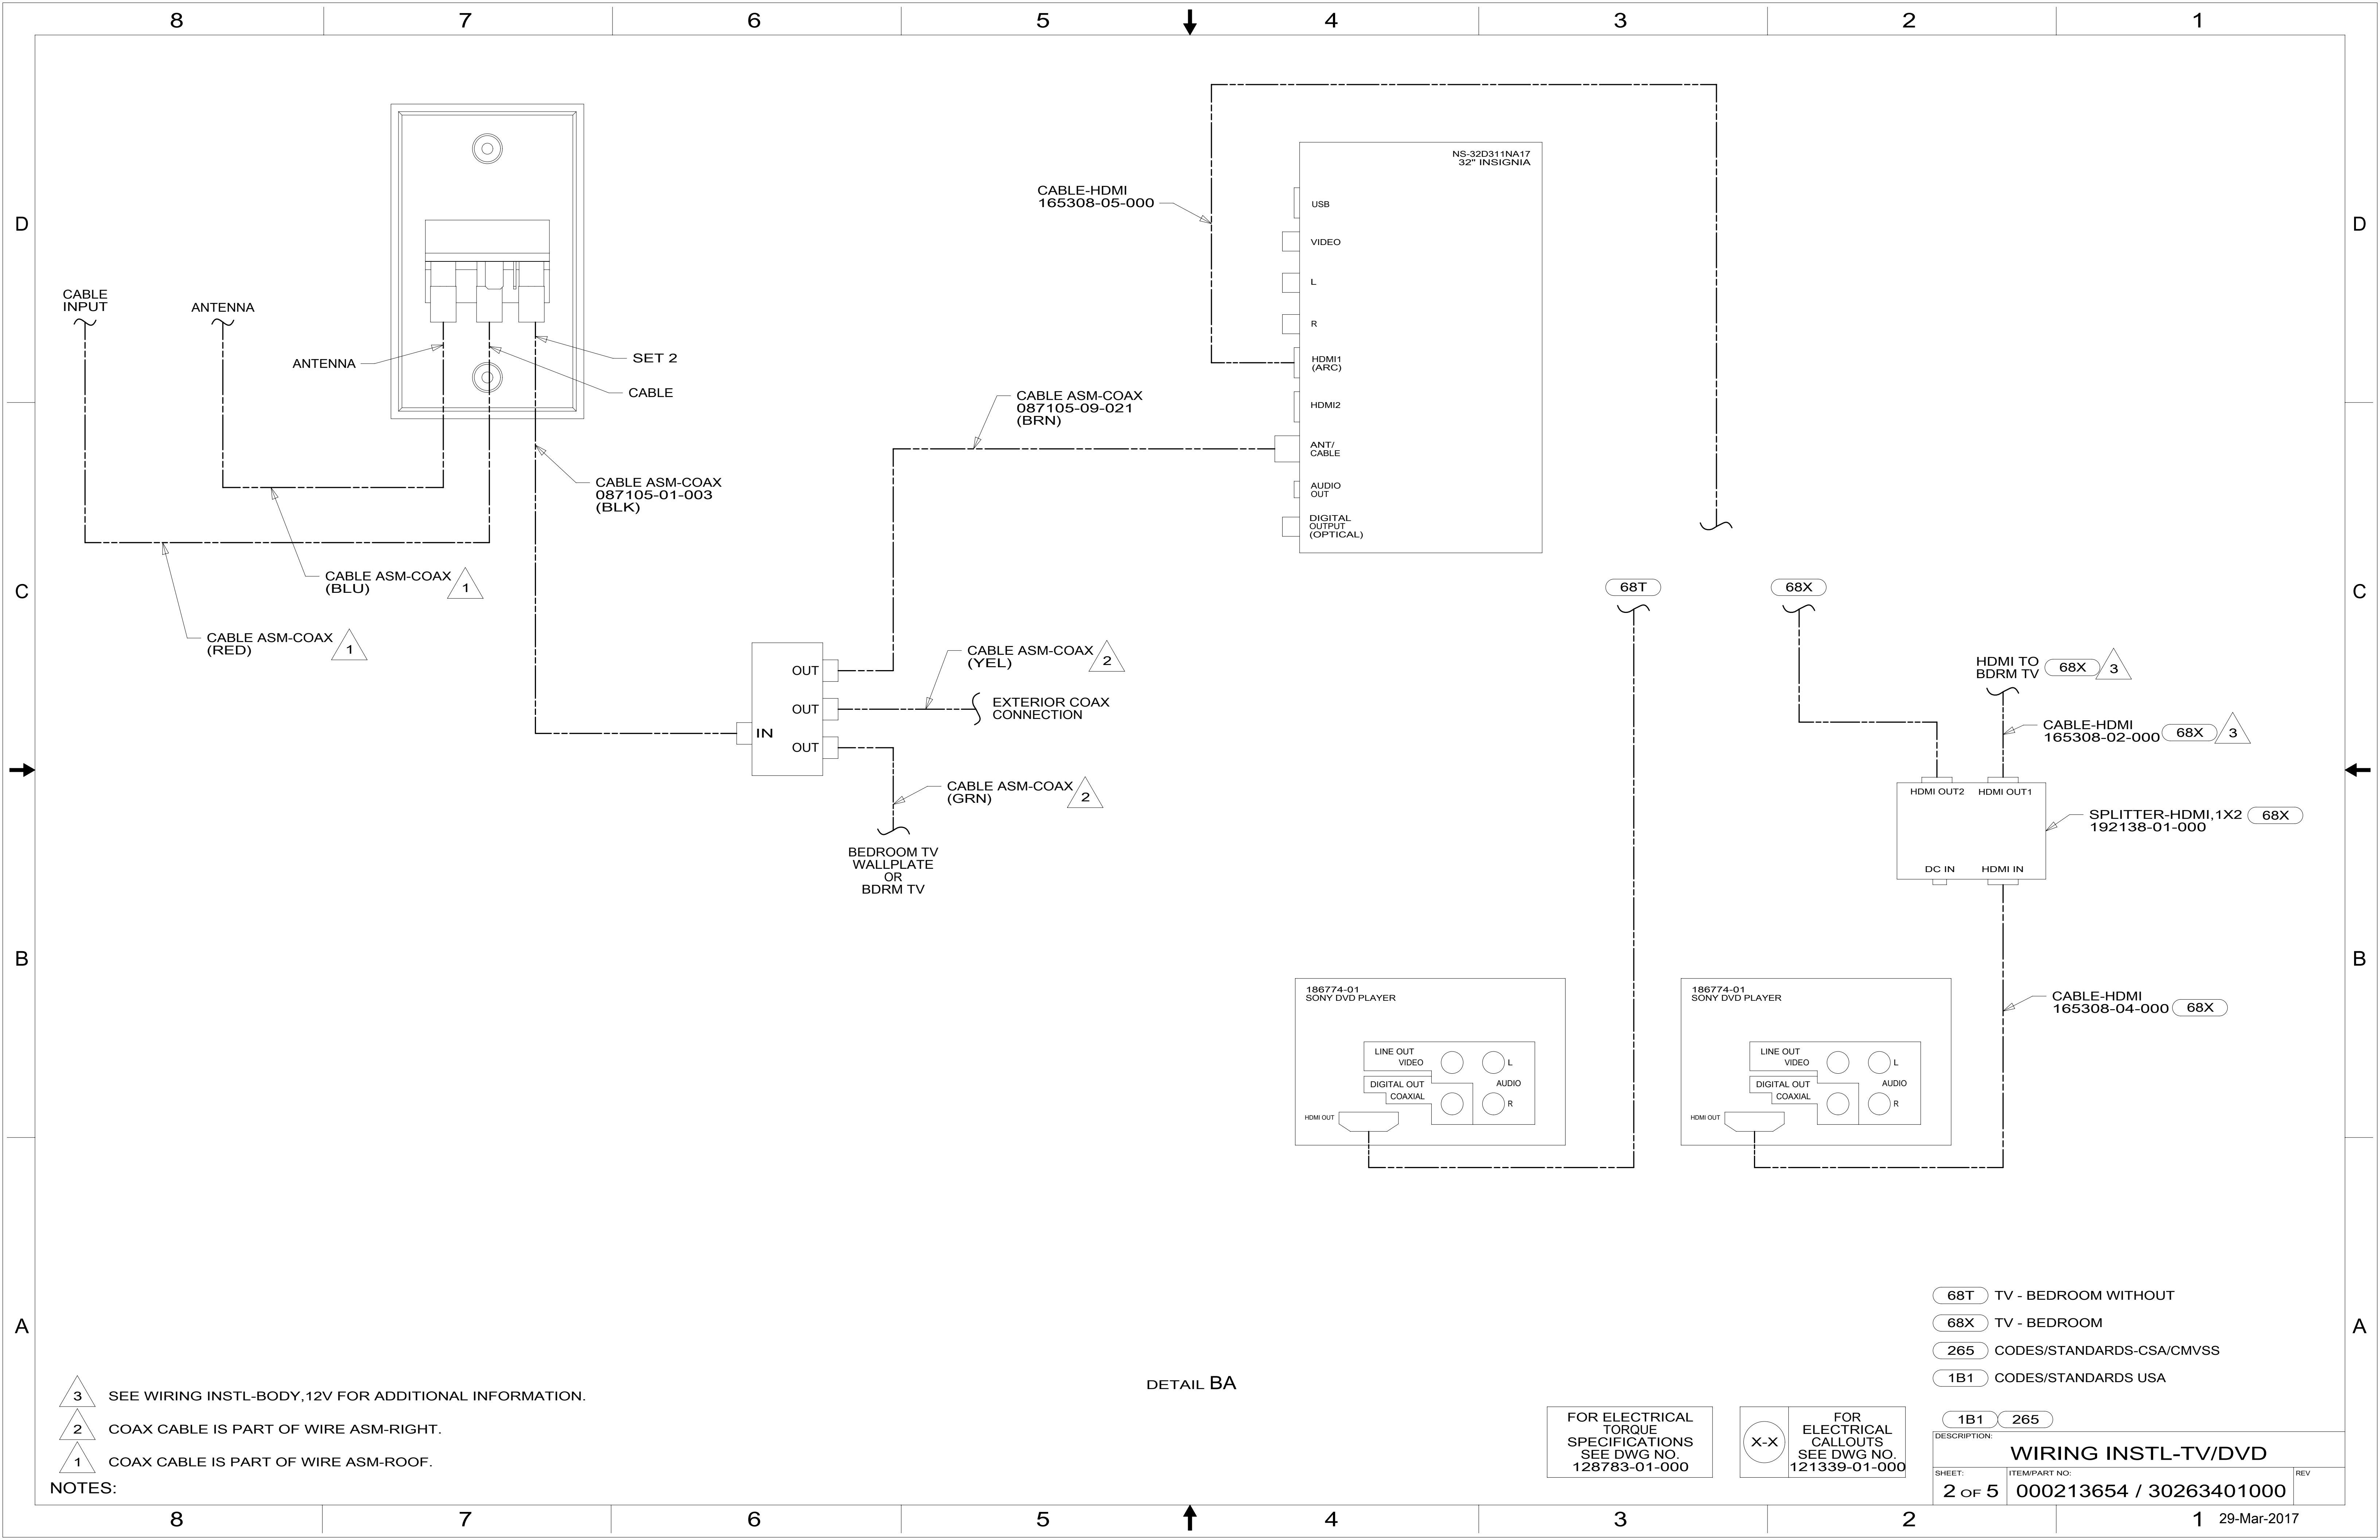 8 7 6 5 4 3 2 1
D D
C C
B B
A A
CABLE
INPUT
ANTENNA
ANTENNA
SET 2
CABLE
CABLE ASM-COAX
087105-01-003
(BLK)
CABLE ASM-COAX
(BLU)
1
CABLE ASM-COAX
(RED)
1
CABLE-HDMI
165308-05-000
CABLE ASM-COAX
087105-09-021
(BRN)
NS-32D311NA17
32" INSIGNIA
USB
VIDEO
L
R
HDMI1
(ARC)
HDMI2
ANT/
CABLE
AUDIO
OUT
DIGITAL
OUTPUT
(OPTICAL)
IN
OUT
OUT
OUT
CABLE ASM-COAX
(YEL)
2
EXTERIOR COAX
CONNECTION
CABLE ASM-COAX
(GRN)
2
BEDROOM TV
WALLPLATE
OR
BDRM TV
68T
68X
HDMI TO
BDRM TV
68X
3
CABLE-HDMI
165308-02-000
68X
3
HDMI OUT2 HDMI OUT1
DC IN HDMI IN
SPLITTER-HDMI,1X2
192138-01-000
68X
CABLE-HDMI
165308-04-000
68X
186774-01
SONY DVD PLAYER
LINE OUT
VIDEO
L
DIGITAL OUT
COAXIAL
AUDIO
R
HDMI OUT
186774-01
SONY DVD PLAYER
LINE OUT
VIDEO
L
DIGITAL OUT
COAXIAL
AUDIO
R
HDMI OUT
68T TV - BEDROOM WITHOUT
68X TV - BEDROOM
265 CODES/STANDARDS-CSA/CMVSS
1B1 CODES/STANDARDS USA
1B1 265
DETAIL BA
3 SEE WIRING INSTL-BODY,12V FOR ADDITIONAL INFORMATION.
2 COAX CABLE IS PART OF WIRE ASM-RIGHT.
1 COAX CABLE IS PART OF WIRE ASM-ROOF.
NOTES:
FOR ELECTRICAL
TORQUE
SPECIFICATIONS
SEE DWG NO.
128783-01-000
X-X
FOR
ELECTRICAL
CALLOUTS
SEE DWG NO.
121339-01-000
DESCRIPTION:
WIRING INSTL-TV/DVD
SHEET:
2 OF 5
ITEM/PART NO:
000213654 / 30263401000
REV
8 7 6 5 4 3 2 1
29-Mar-2017